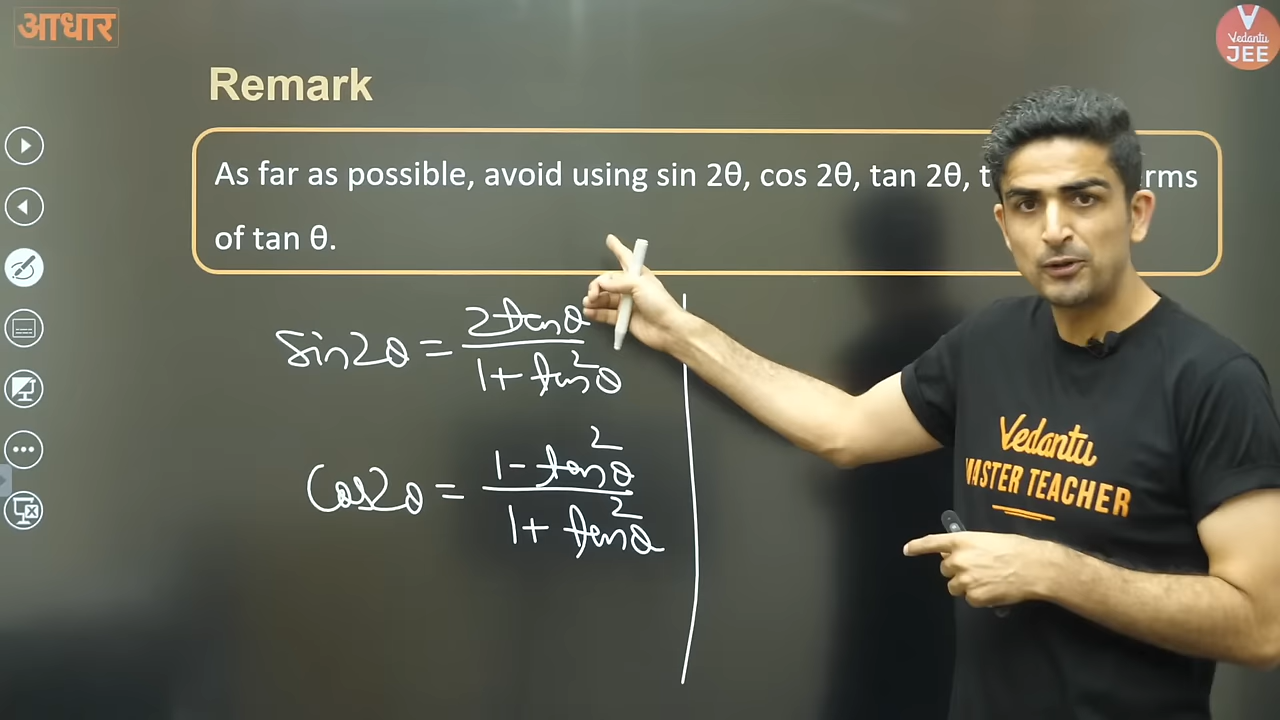 आधार
Vedantu
JEE
Remark
As far as possible, avoid using sin 2θ, cos 2θ, tan 2θ, rms
of tan θ.
sin2θ = 2tanθ / 1 + tan²θ
cos2θ = 1 - tan²θ / 1 + tan²θ
Vedantu
MASTER TEACHER